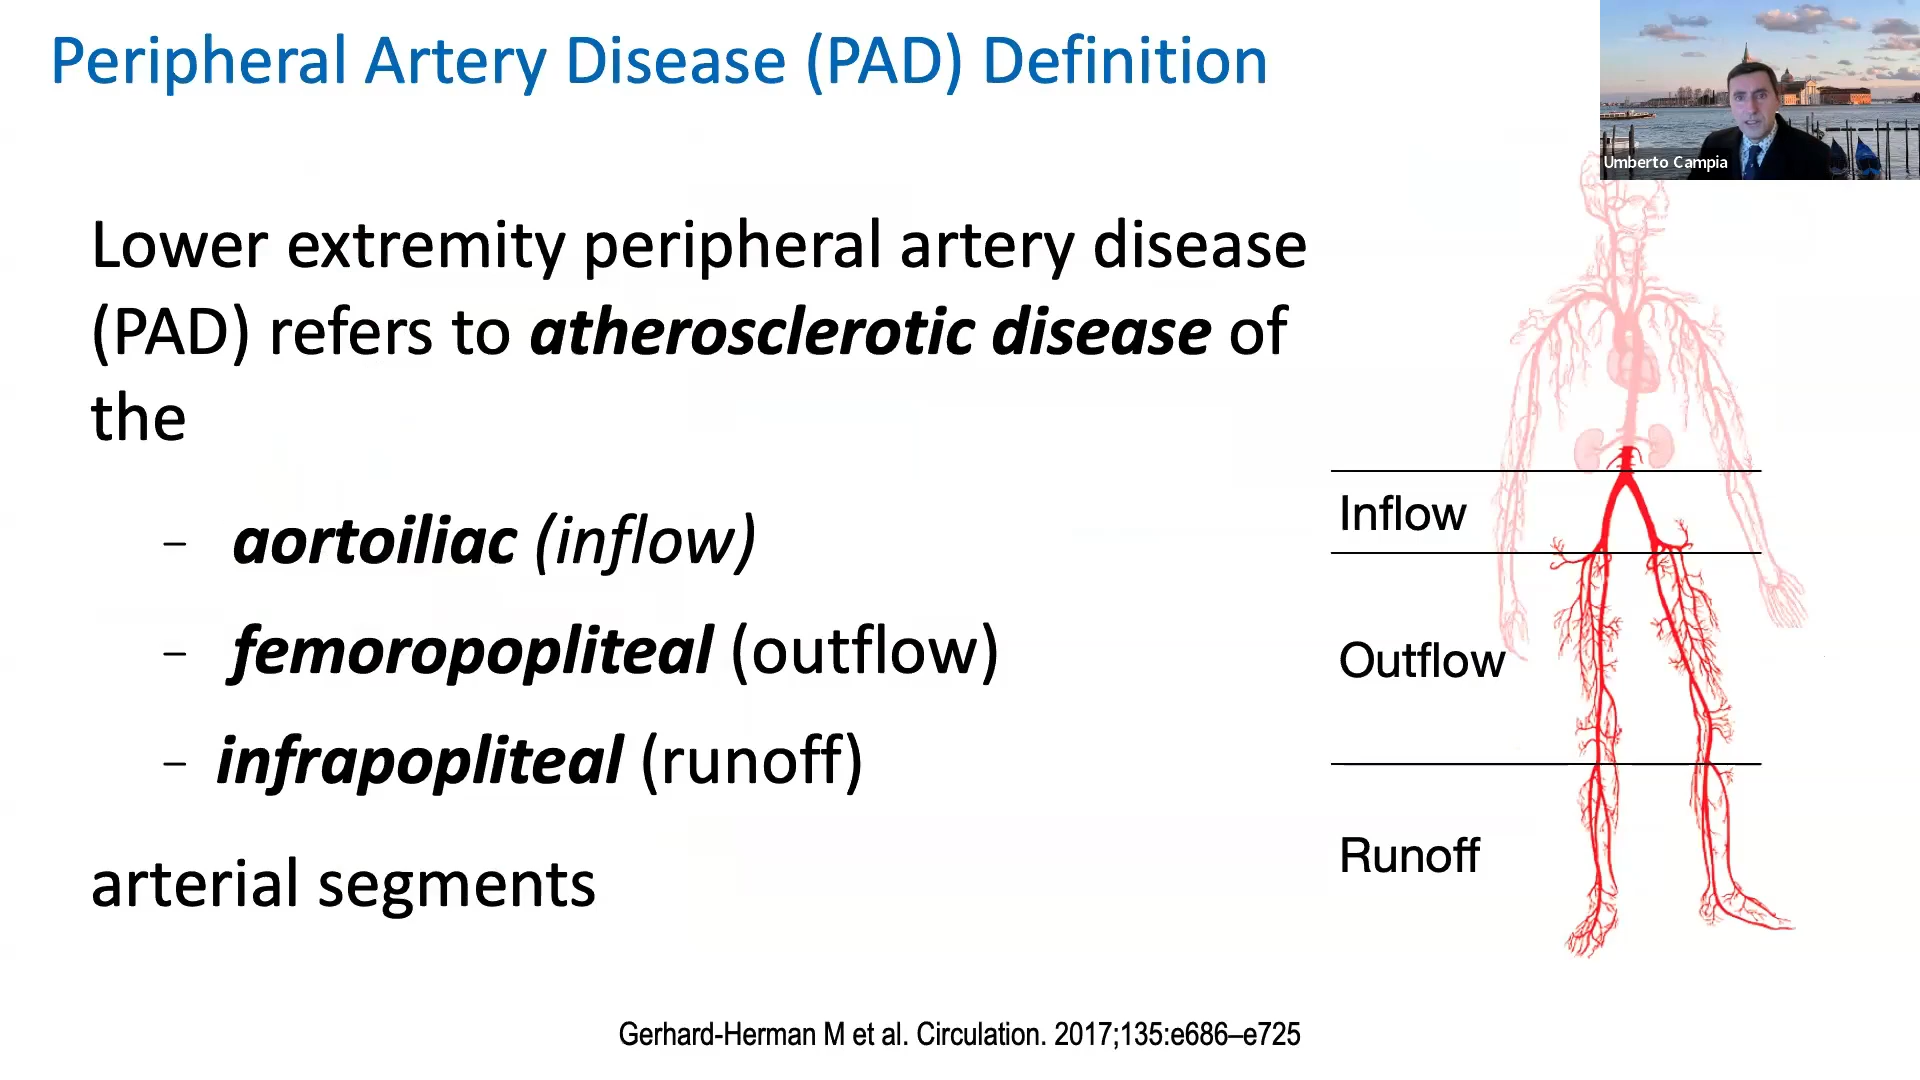 Peripheral Artery Disease (PAD) Definition
Umberto Campia
Lower extremity peripheral artery disease
(PAD) refers to atherosclerotic disease of
the
– aortoiliac (inflow)
– femoropopliteal (outflow)
– infrapopliteal (runoff)
arterial segments
Inflow
Outflow
Runoff
Gerhard-Herman M et al. Circulation. 2017;135:e686–e725